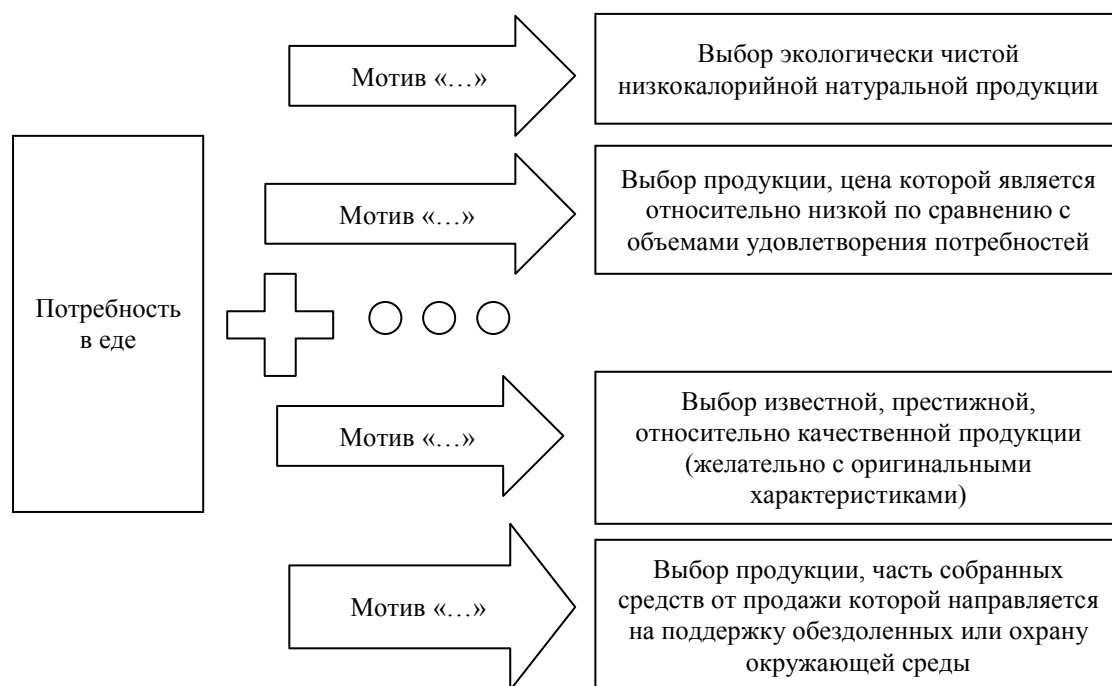 Мотив «…»
Выбор экологически чистой
низкокалорийной натуральной продукции
Мотив «…»
Выбор продукции, цена которой является
относительно низкой по сравнению с
объемами удовлетворения потребностей
Потребность
в еде
Мотив «…»
Выбор известной, престижной,
относительно качественной продукции
(желательно с оригинальными
характеристиками)
Мотив «…»
Выбор продукции, часть собранных
средств от продажи которой направляется
на поддержку обездоленных или охрану
окружающей среды